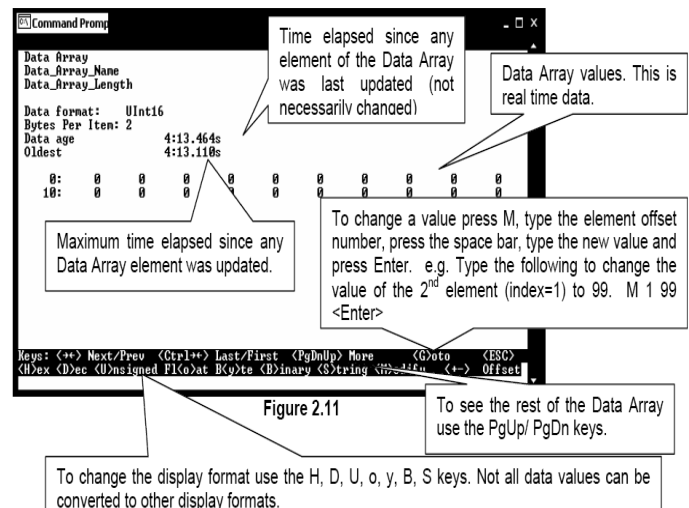 Command Promp
Time elapsed since any
element of the Data Array
was last updated (not
necessarily changed)
Data Array values. This is
real time data.
Data Array
Data_Array_Name
Data_Array_Length
Data format: UInt16
Bytes Per Item: 2
Data age 4:13.464s
Oldest 4:13.110s
0: 0 0 0 0 0 0 0 0 0 0
10: 0 0 0 0 0 0 0 0 0 0
Maximum time elapsed since any
Data Array element was updated.
To change a value press M, type the element offset
number, press the space bar, type the new value and
press Enter. e.g. Type the following to change the
value of the 2nd element (index=1) to 99. M 1 99
<Enter>
Keys: <→←> Next/Prev <Ctrl→←> Last/First <PgDnUp> More <G>oto <ESC>
<H>ex <D>ec <U>nsigned Fl<o>at B<y>te <B>inary <S>tring <M>odify <+-> Offset
Figure 2.11
To see the rest of the Data Array
use the PgUp/ PgDn keys.
To change the display format use the H, D, U, o, y, B, S keys. Not all data values can be
converted to other display formats.